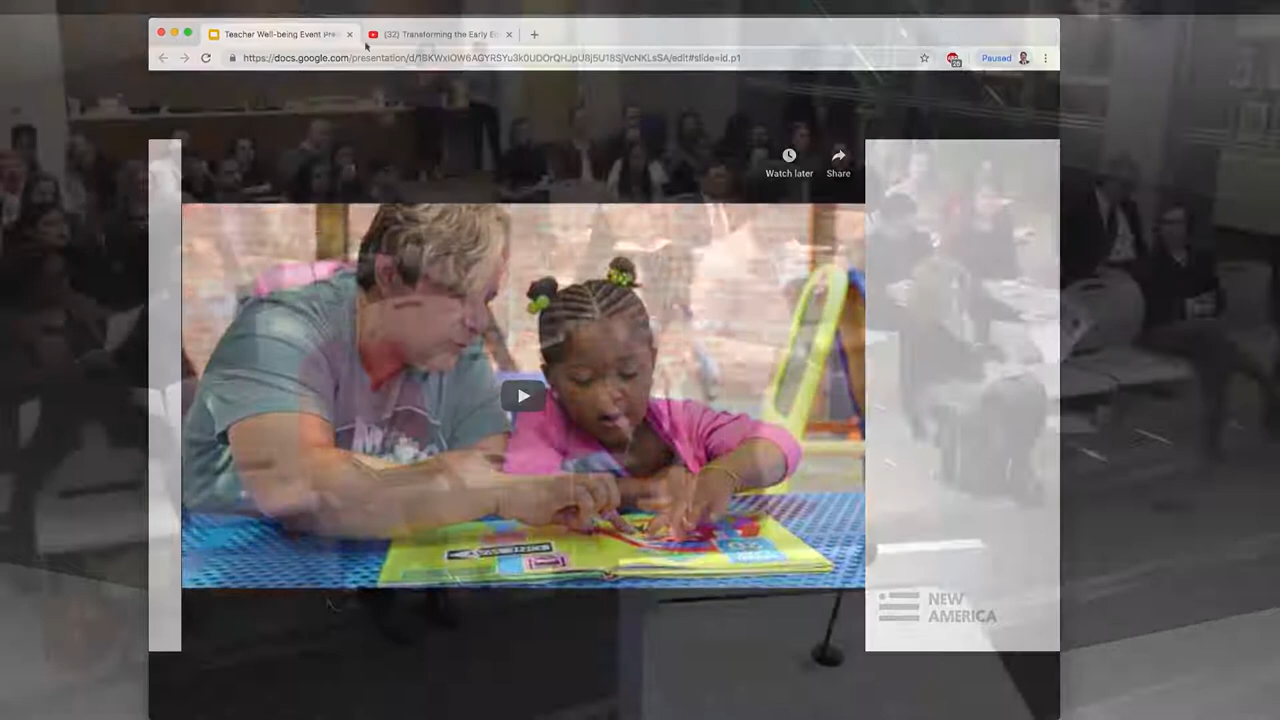 Teacher Well-being Event Pre
(32) Transforming the Early E
https://docs.google.com/presentation/d/1BKWxIOW6AGYRSYu3k0UDOrQHJpU8j5U18SjVcNKLsSA/edit#slide=id.p1
28
Paused
Watch later
Share
NEW
AMERICA